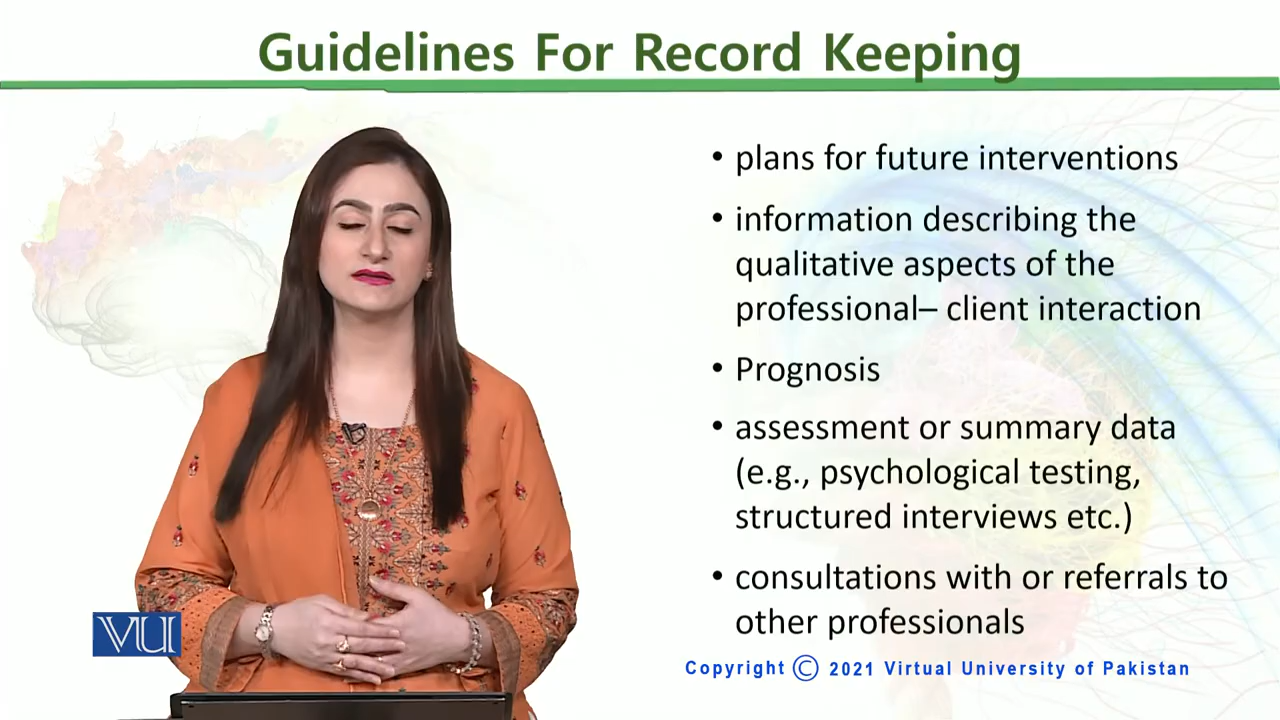 Guidelines For Record Keeping
• plans for future interventions
• information describing the
qualitative aspects of the
professional– client interaction
• Prognosis
• assessment or summary data
(e.g., psychological testing,
structured interviews etc.)
• consultations with or referrals to
other professionals
VU
Copyright © 2021 Virtual University of Pakistan